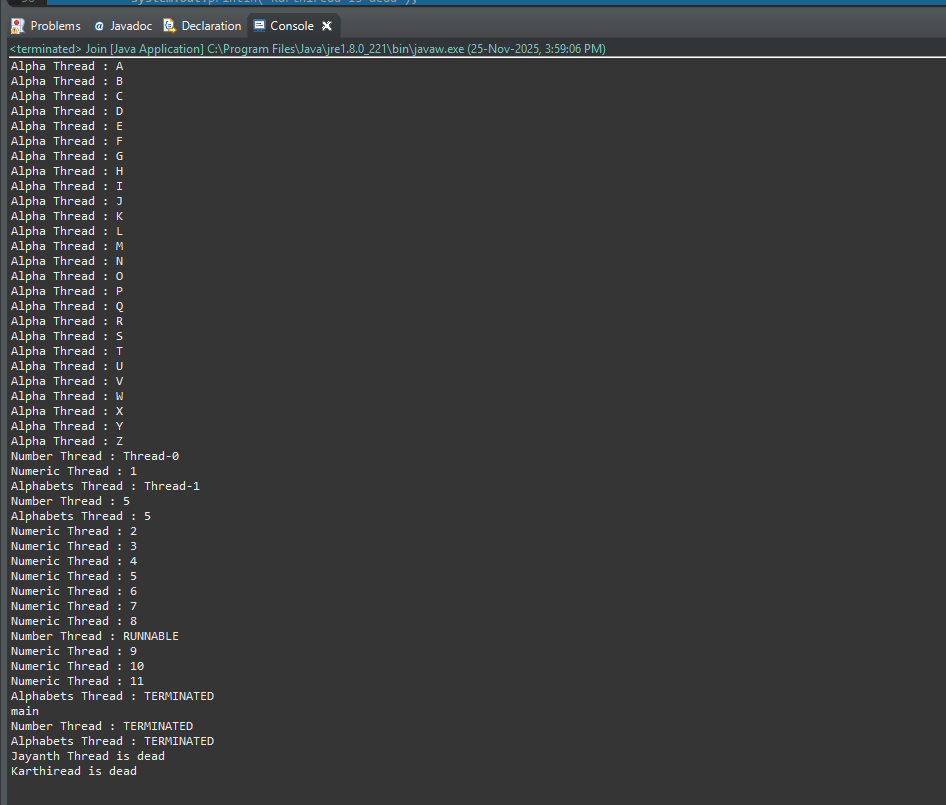 System.out.println("Karthiread is dead");
Problems Javadoc Declaration Console
<terminated> Join [Java Application] C:\Program Files\Java\jre1.8.0_221\bin\javaw.exe (25-Nov-2025, 3:59:06 PM)
Alpha Thread : A
Alpha Thread : B
Alpha Thread : C
Alpha Thread : D
Alpha Thread : E
Alpha Thread : F
Alpha Thread : G
Alpha Thread : H
Alpha Thread : I
Alpha Thread : J
Alpha Thread : K
Alpha Thread : L
Alpha Thread : M
Alpha Thread : N
Alpha Thread : O
Alpha Thread : P
Alpha Thread : Q
Alpha Thread : R
Alpha Thread : S
Alpha Thread : T
Alpha Thread : U
Alpha Thread : V
Alpha Thread : W
Alpha Thread : X
Alpha Thread : Y
Alpha Thread : Z
Number Thread : Thread-0
Numeric Thread : 1
Alphabets Thread : Thread-1
Number Thread : 5
Alphabets Thread : 5
Numeric Thread : 2
Numeric Thread : 3
Numeric Thread : 4
Numeric Thread : 5
Numeric Thread : 6
Numeric Thread : 7
Numeric Thread : 8
Number Thread : RUNNABLE
Numeric Thread : 9
Numeric Thread : 10
Numeric Thread : 11
Alphabets Thread : TERMINATED
main
Number Thread : TERMINATED
Alphabets Thread : TERMINATED
Jayanth Thread is dead
Karthiread is dead